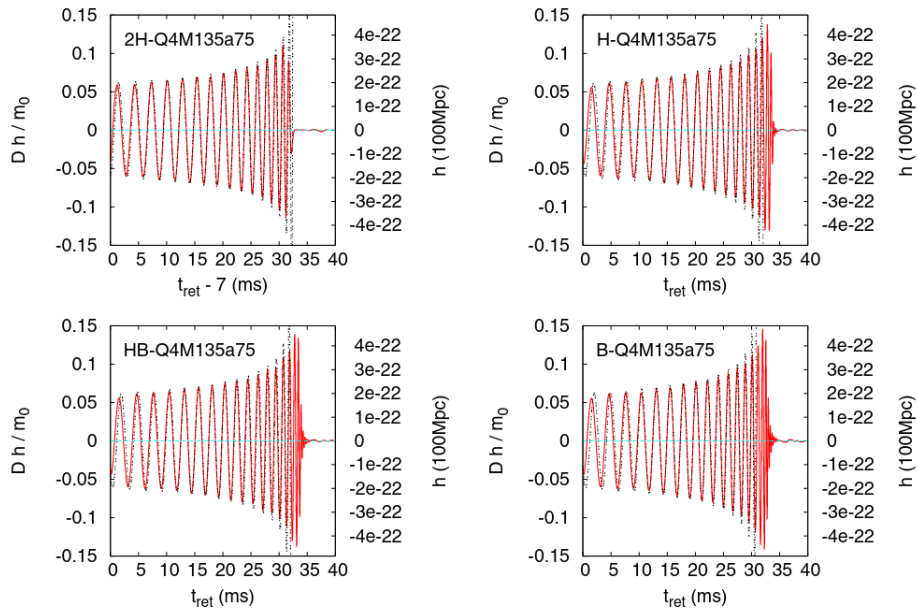 2H-Q4M135a75
D h / m0
0.15
0.1
0.05
0
-0.05
-0.1
-0.15
4e-22
3e-22
2e-22
1e-22
0
-1e-22
-2e-22
-3e-22
-4e-22
h (100Mpc)
0 5 10 15 20 25 30 35 40
tret - 7 (ms)
H-Q4M135a75
D h / m0
0.15
0.1
0.05
0
-0.05
-0.1
-0.15
4e-22
3e-22
2e-22
1e-22
0
-1e-22
-2e-22
-3e-22
-4e-22
h (100Mpc)
0 5 10 15 20 25 30 35 40
tret (ms)
HB-Q4M135a75
D h / m0
0.15
0.1
0.05
0
-0.05
-0.1
-0.15
4e-22
3e-22
2e-22
1e-22
0
-1e-22
-2e-22
-3e-22
-4e-22
h (100Mpc)
0 5 10 15 20 25 30 35 40
tret (ms)
B-Q4M135a75
D h / m0
0.15
0.1
0.05
0
-0.05
-0.1
-0.15
4e-22
3e-22
2e-22
1e-22
0
-1e-22
-2e-22
-3e-22
-4e-22
h (100Mpc)
0 5 10 15 20 25 30 35 40
tret (ms)